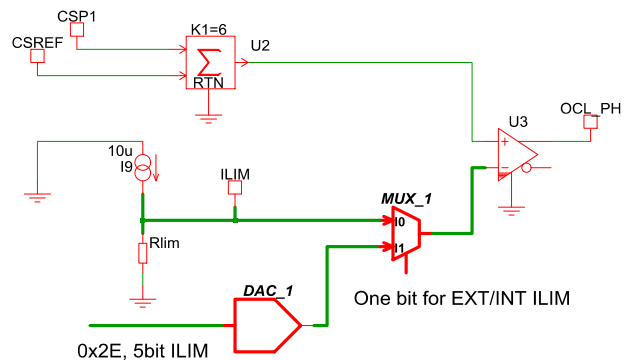 CSP1
CSREF
K1=6
U2
Σ
RTN
U3
OCL_PH
+
−
10u
I9
ILIM
MUX_1
I0
I1
Rlim
DAC_1
One bit for EXT/INT ILIM
0x2E, 5bit ILIM